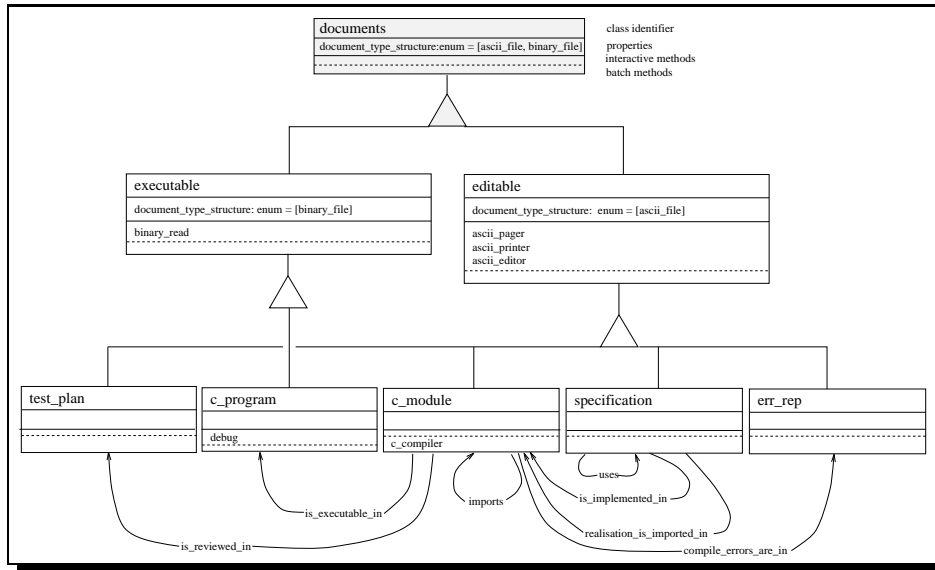 documents
class identifier
document_type_structure:enum = [ascii_file, binary_file]
properties
interactive methods
batch methods
executable
document_type_structure: enum = [binary_file]
binary_read
editable
document_type_structure: enum = [ascii_file]
ascii_pager
ascii_printer
ascii_editor
test_plan
c_program
debug
c_module
c_compiler
specification
err_rep
uses
imports
is_implemented_in
is_executable_in
realisation_is_imported_in
is_reviewed_in
compile_errors_are_in